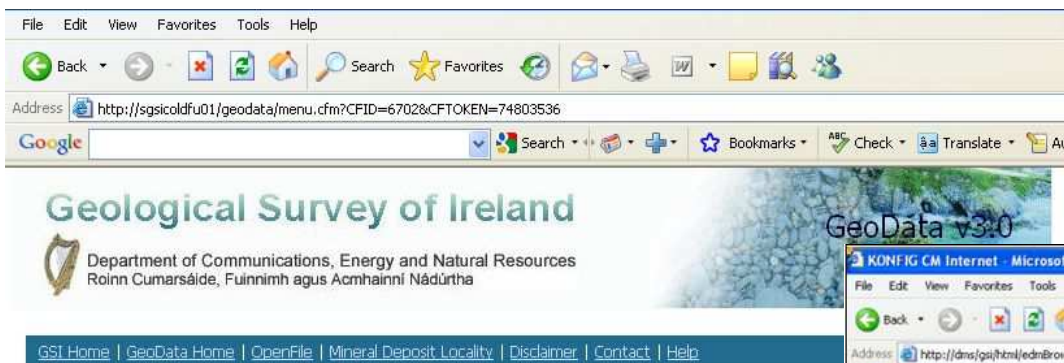 File Edit View Favorites Tools Help
Back Search Favorites
Address http://sgsicoldfu01/geodata/menu.cfm?CFID=6702&CFTOKEN=74803536
Google Search Bookmarks Check Translate
Geological Survey of Ireland
GeoData v3.0
Department of Communications, Energy and Natural Resources
Roinn Cumarsáide, Fuinnimh agus Acmhainní Nádúrtha
KONFIG CM Internet - Microsof
File Edit View Favorites Tools
Back
Address http://dms/gsi/html/ednBro
GSI Home | GeoData Home | OpenFile | Mineral Deposit Locality | Disclaimer | Contact | Help